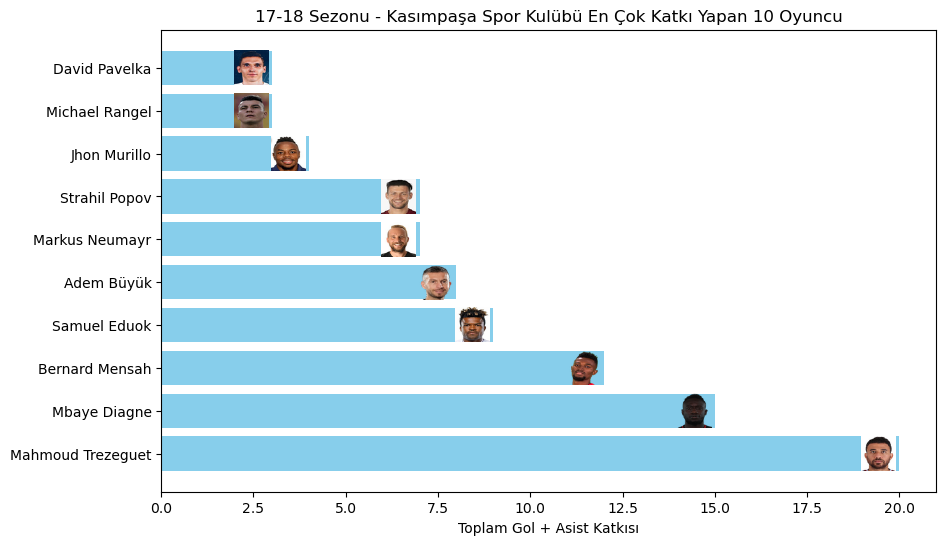 17-18 Sezonu - Kasımpaşa Spor Kulübü En Çok Katkı Yapan 10 Oyuncu
David Pavelka
Michael Rangel
Jhon Murillo
Strahil Popov
Markus Neumayr
Adem Büyük
Samuel Eduok
Bernard Mensah
Mbaye Diagne
Mahmoud Trezeguet
0.0 2.5 5.0 7.5 10.0 12.5 15.0 17.5 20.0
Toplam Gol + Asist Katkısı